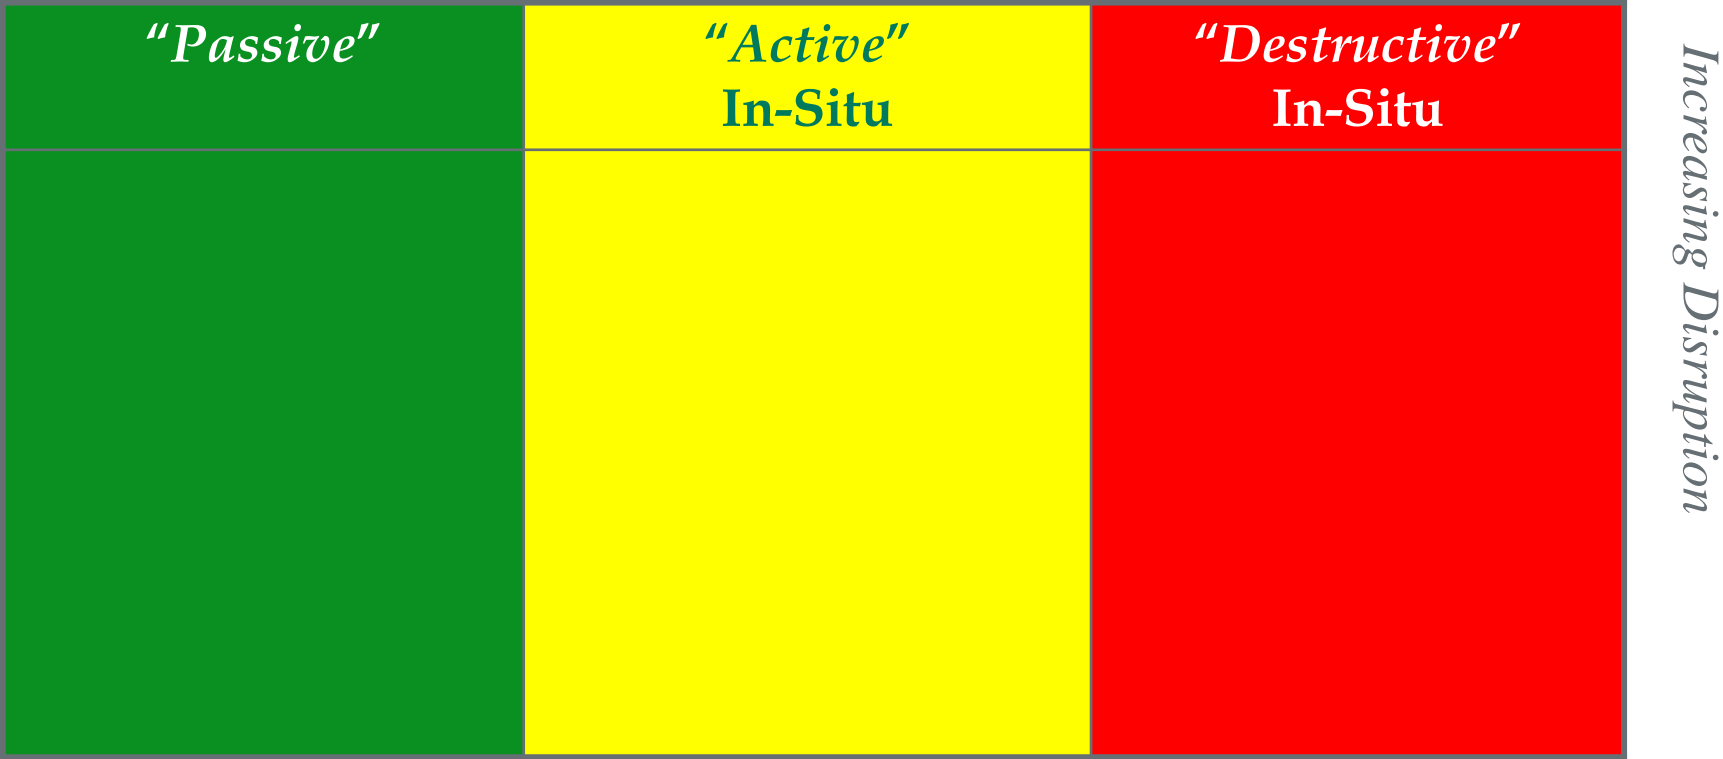 “Passive”
“Active”
In-Situ
“Destructive”
In-Situ
Increasing Disruption